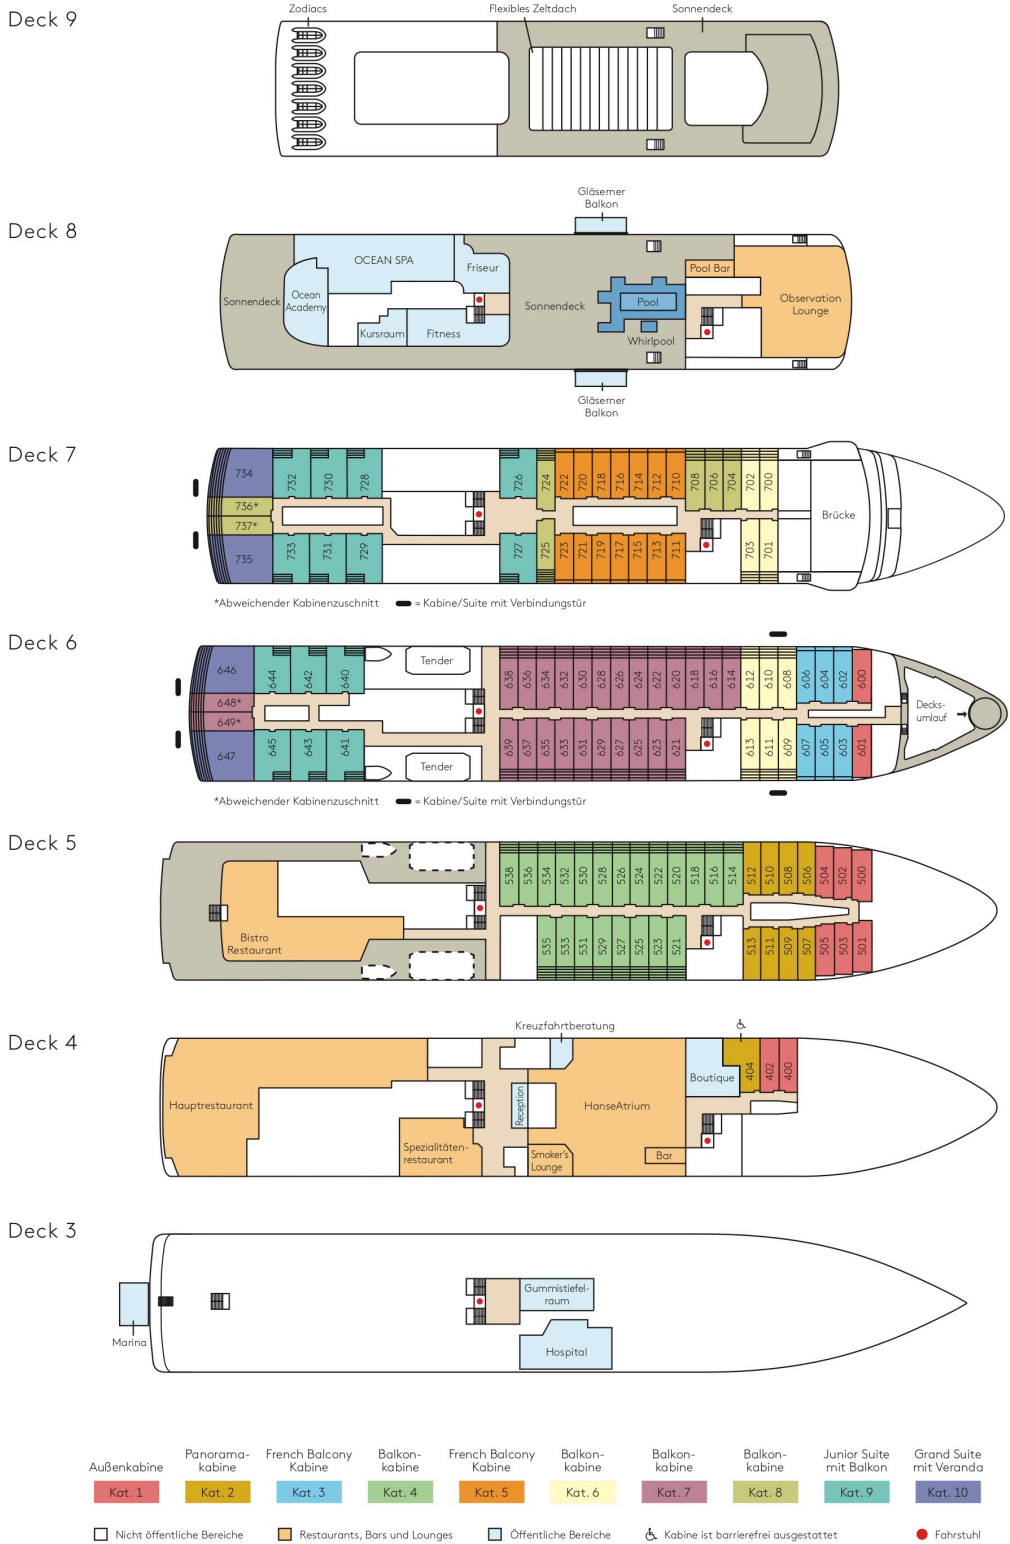 Deck 9
Zodiacs
Flexibles Zeltdach
Sonnendeck
Deck 8
Gläserner
Balkon
OCEAN SPA
Friseur
Pool Bar
Sonnendeck
Ocean
Academy
Sonnendeck
Pool
Observation
Lounge
Kursraum
Fitness
Whirlpool
Gläserner
Balkon
Deck 7
734 732 730 728 726 724 722 720 718 716 714 712 710 708 706 704 702 700
736*
737*
Brücke
735 733 731 729 727 725 723 721 719 717 715 713 711 703 701
*Abweichender Kabinenzuschnitt
= Kabine/Suite mit Verbindungstür
Deck 6
646 644 642 640 Tender 638 636 634 632 630 628 626 624 622 620 618 616 614 612 610 608 606 604 602 600
648*
649*
Decks-
umlauf
647 645 643 641 Tender 639 637 635 633 631 629 627 625 623 621 613 611 609 607 605 603 601
*Abweichender Kabinenzuschnitt
= Kabine/Suite mit Verbindungstür
Deck 5
538 536 534 532 530 528 526 524 522 520 518 516 514 512 510 508 506 504 502 500
Bistro
Restaurant
535 533 531 529 527 525 523 521 513 511 509 507 505 503 501
Deck 4
Kreuzfahrtberatung
Hauptrestaurant
Reception
HanseAtrium
Boutique
404 402 400
Spezialitäten-
restaurant
Smoker's
Lounge
Bar
Deck 3
Marina
Gummistiefel-
raum
Hospital
Außenkabine
Kat. 1
Panorama-
kabine
Kat. 2
French Balcony
Kabine
Kat. 3
Balkon-
kabine
Kat. 4
French Balcony
Kabine
Kat. 5
Balkon-
kabine
Kat. 6
Balkon-
kabine
Kat. 7
Balkon-
kabine
Kat. 8
Junior Suite
mit Balkon
Kat. 9
Grand Suite
mit Veranda
Kat. 10
Nicht öffentliche Bereiche
Restaurants, Bars und Lounges
Öffentliche Bereiche
Kabine ist barrierefrei ausgestattet
Fahrstuhl